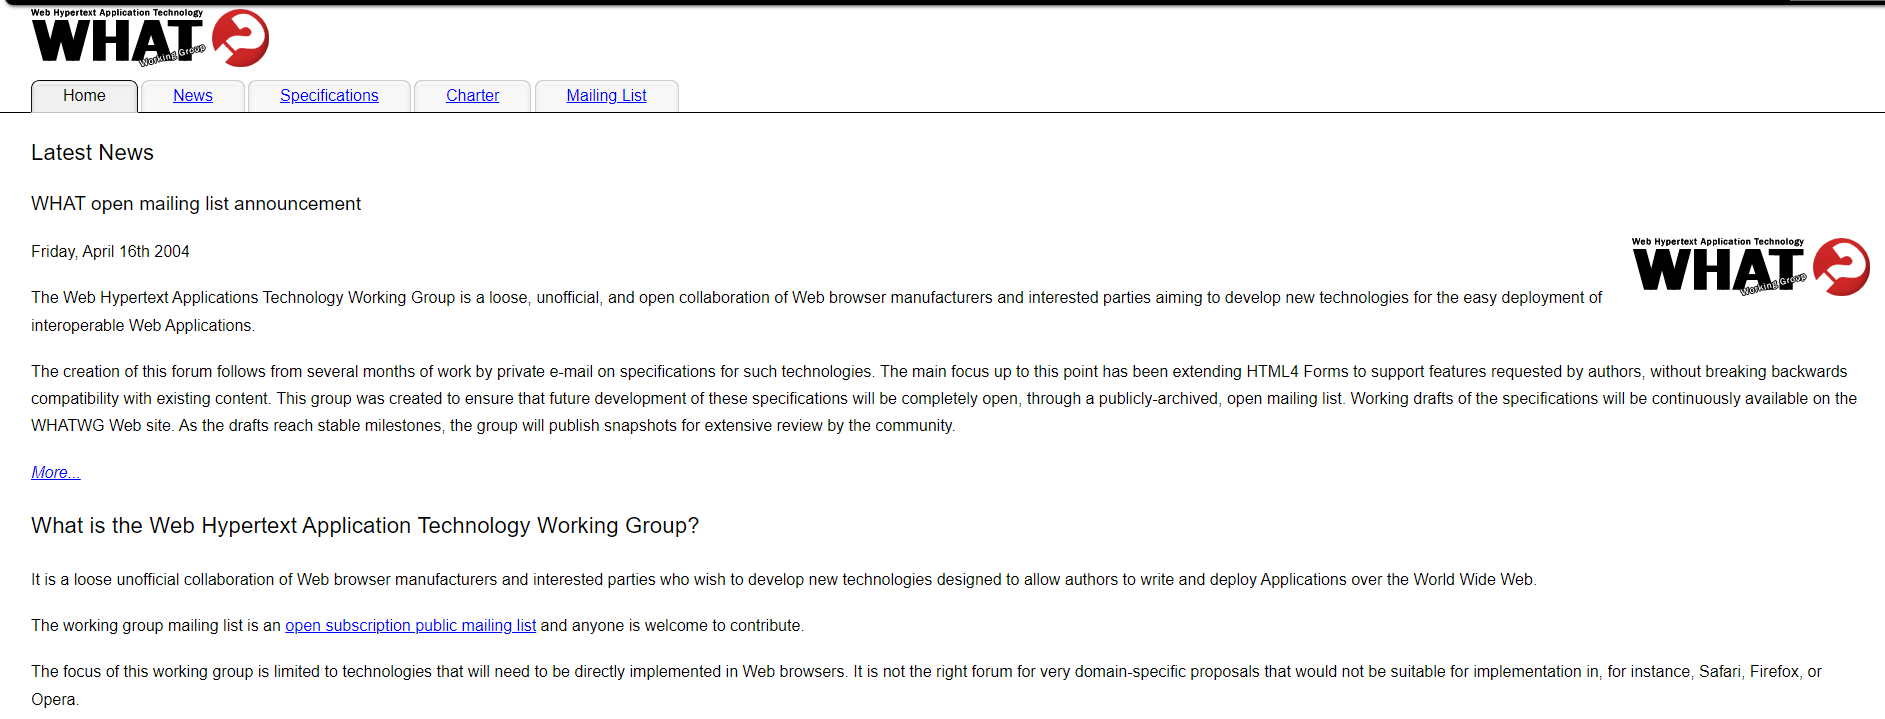 Web Hypertext Application Technology
WHAT
Working Group
Home
News
Specifications
Charter
Mailing List
Latest News
WHAT open mailing list announcement
Friday, April 16th 2004
Web Hypertext Application Technology
WHAT
Working Group
The Web Hypertext Applications Technology Working Group is a loose, unofficial, and open collaboration of Web browser manufacturers and interested parties aiming to develop new technologies for the easy deployment of
interoperable Web Applications.
The creation of this forum follows from several months of work by private e-mail on specifications for such technologies. The main focus up to this point has been extending HTML4 Forms to support features requested by authors, without breaking backwards
compatibility with existing content. This group was created to ensure that future development of these specifications will be completely open, through a publicly-archived, open mailing list. Working drafts of the specifications will be continuously available on the
WHATWG Web site. As the drafts reach stable milestones, the group will publish snapshots for extensive review by the community.
More...
What is the Web Hypertext Application Technology Working Group?
It is a loose unofficial collaboration of Web browser manufacturers and interested parties who wish to develop new technologies designed to allow authors to write and deploy Applications over the World Wide Web.
The working group mailing list is an open subscription public mailing list and anyone is welcome to contribute.
The focus of this working group is limited to technologies that will need to be directly implemented in Web browsers. It is not the right forum for very domain-specific proposals that would not be suitable for implementation in, for instance, Safari, Firefox, or
Opera.